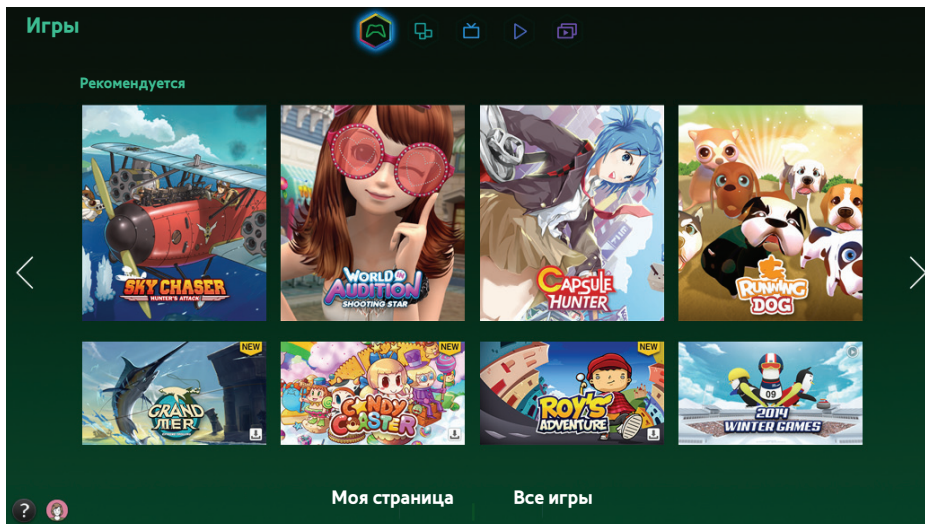 Игры
Рекомендуется
SKY CHASER
HUNTER'S ATTACK
WORLD IN
AUDITION
SHOOTING STAR
CAPSULE
HUNTER
RUNNING
DOG
NEW
GRAND
MER
NEW
CANDY
COASTER
NEW
ROY'S
ADVENTURE
09
2014
WINTER GAMES
Моя страница
Все игры
?